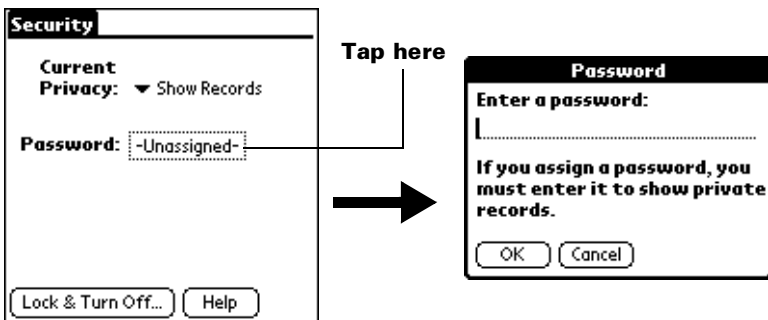 Security
Current
Privacy: Show Records
Password: -Unassigned-
Lock & Turn Off... Help
Tap here
Password
Enter a password:
If you assign a password, you
must enter it to show private
records.
OK Cancel